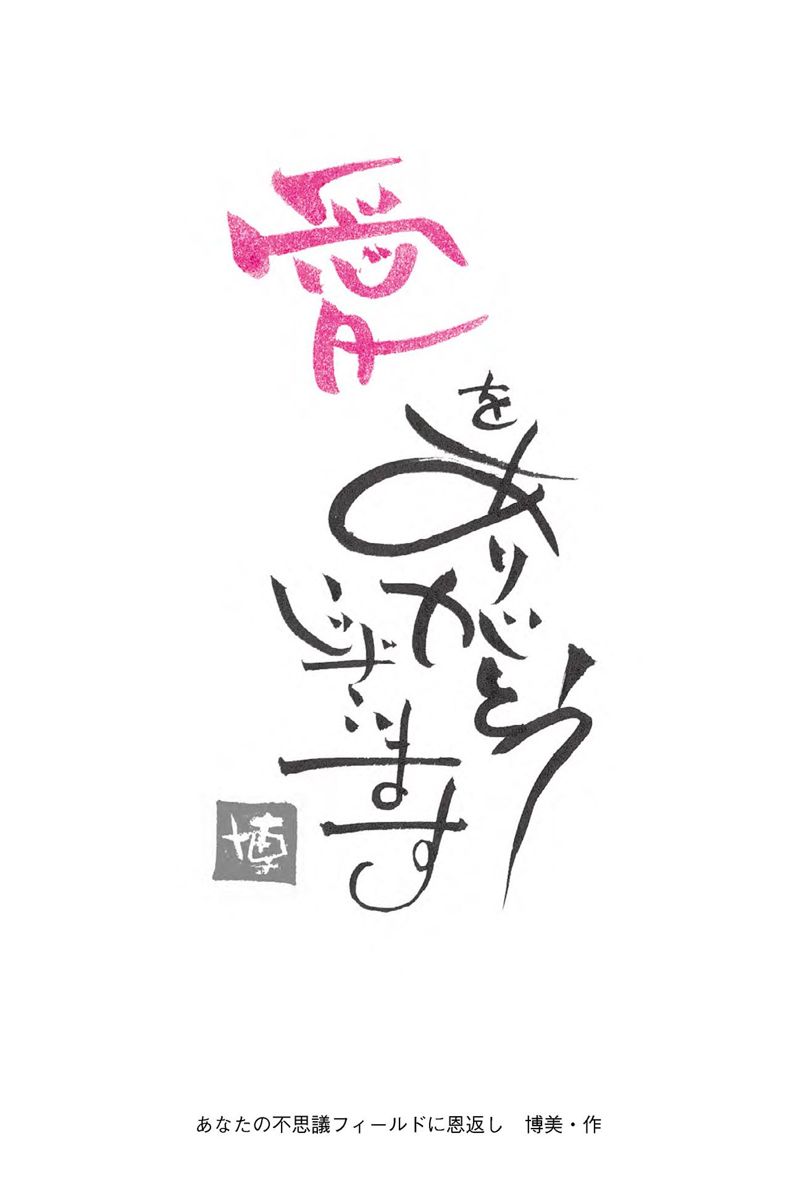 愛
を
ありがとう
ございます
博
あなたの不思議フィールドに恩返し　博美・作